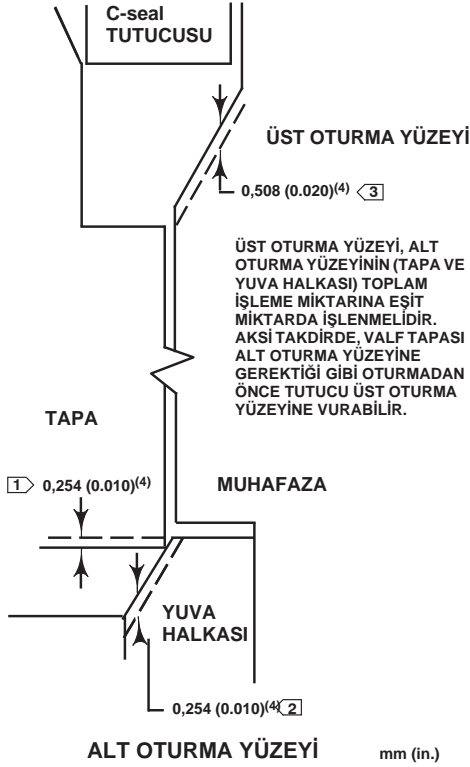 C-seal
TUTUCUSU
ÜST OTURMA YÜZEYİ
0,508 (0.020)(4) 3
ÜST OTURMA YÜZEYİ, ALT
OTURMA YÜZEYİNİN (TAPA VE
YUVA HALKASI) TOPLAM
İŞLEME MİKTARINA EŞİT
MİKTARDA İŞLENMELİDİR.
AKSİ TAKDİRDE, VALF TAPASI
ALT OTURMA YÜZEYİNE
GEREKTİĞİ GİBİ OTURMADAN
ÖNCE TUTUCU ÜST OTURMA
YÜZEYİNE VURABİLİR.
TAPA
1 0,254 (0.010)(4)
MUHAFAZA
YUVA
HALKASI
0,254 (0.010)(4) 2
ALT OTURMA YÜZEYİ
mm (in.)